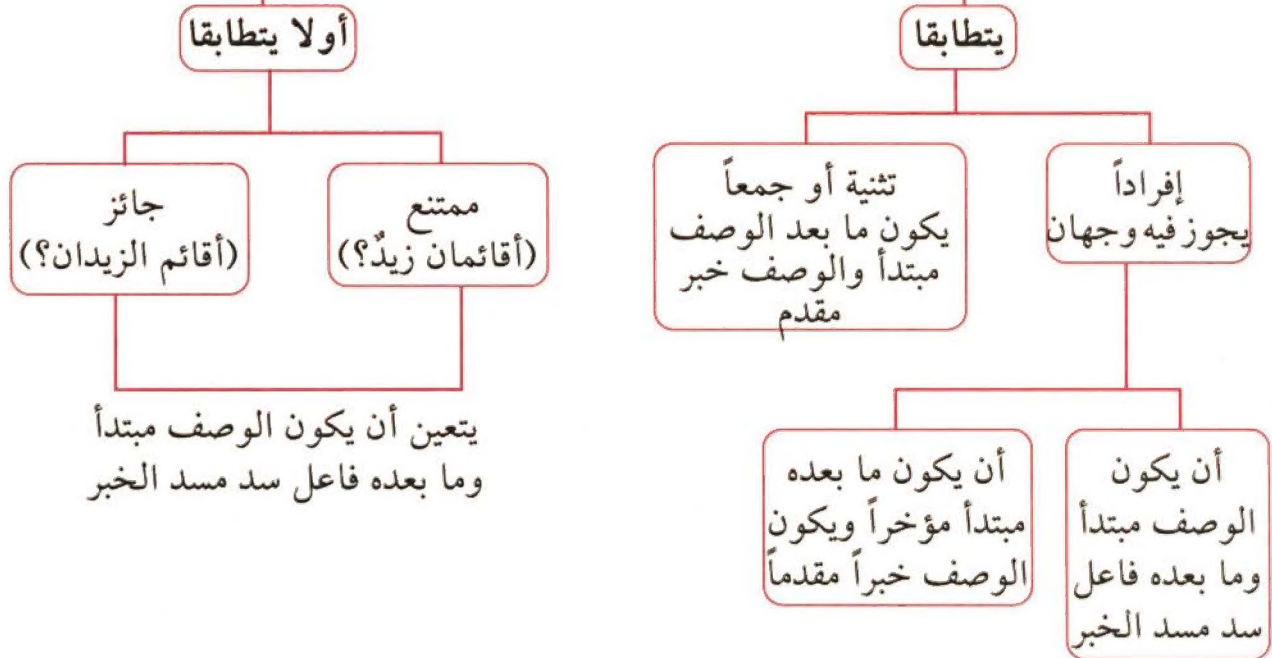 يتطابقا
أولا يتطابقا
إفراداً
يجوز فيه وجهان
تثنية أو جمعاً
يكون ما بعد الوصف
مبتدأ والوصف خبر
مقدم
ممتنع
(أقائمان زيدٌ؟)
جائز
(أقائم الزيدان؟)
أن يكون
الوصف مبتدأ
وما بعده فاعل
سد مسد الخبر
أن يكون ما بعده
مبتدأ مؤخراً ويكون
الوصف خبراً مقدماً
يتعين أن يكون الوصف مبتدأ
وما بعده فاعل سد مسد الخبر